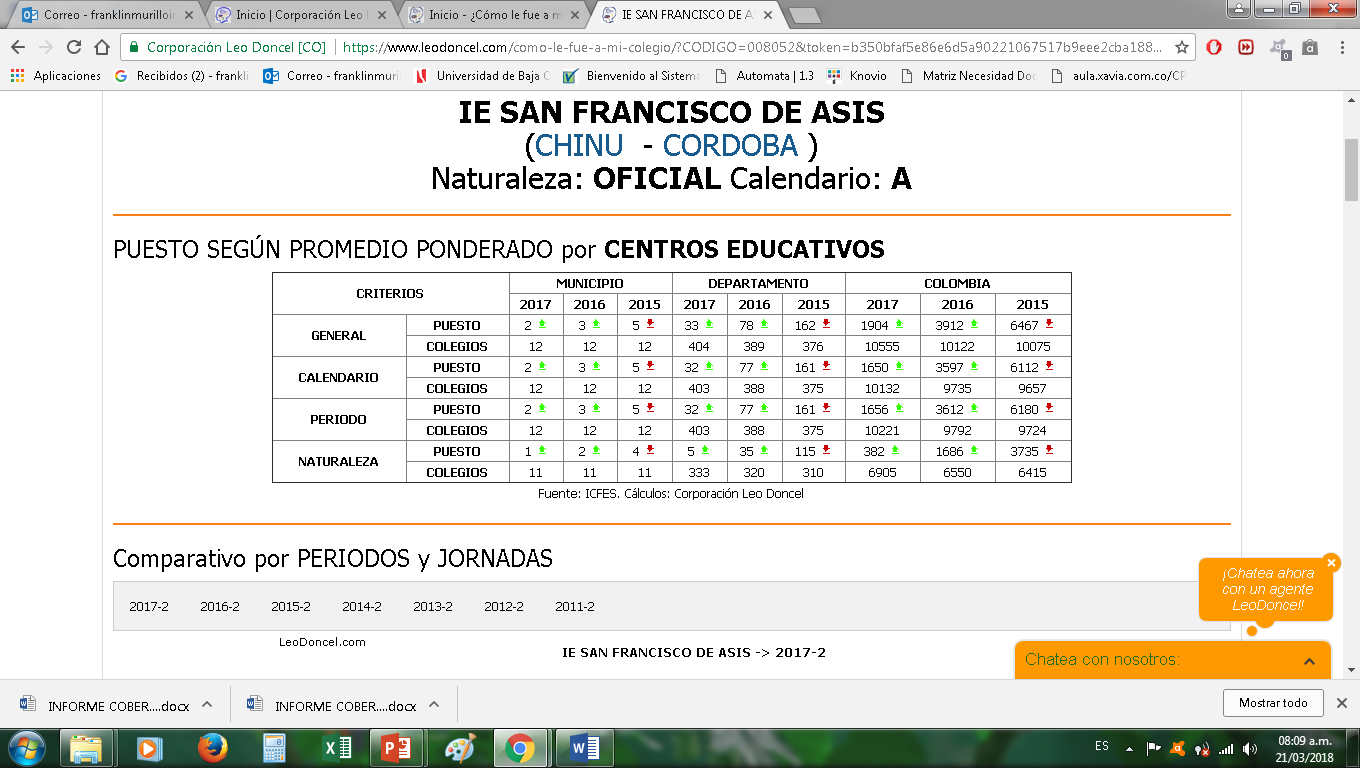 Correo - franklinmurilloir
Inicio | Corporación Leo
Inicio - ¿Cómo le fue a m
IE SAN FRANCISCO DE A
Corporación Leo Doncel [CO]
https://www.leodoncel.com/como-le-fue-a-mi-colegio/?CODIGO=008052&token=b350bfaf5e86e6d5a90221067517b9eee2cba188...
0
Aplicaciones
Recibidos (2) - frankl
Correo - franklinmuri
Universidad de Baja C
Bienvenido al Sistema
Automata | 1.3
Knovio
Matriz Necesidad Do
aula.xavia.com.co/CP
IE SAN FRANCISCO DE ASIS
(CHINU - CORDOBA )
Naturaleza: OFICIAL Calendario: A
PUESTO SEGÚN PROMEDIO PONDERADO por CENTROS EDUCATIVOS
CRITERIOS MUNICIPIO DEPARTAMENTO COLOMBIA
2017 2016 2015 2017 2016 2015 2017 2016 2015
GENERAL PUESTO 2 3 5 33 78 162 1904 3912 6467
COLEGIOS 12 12 12 404 389 376 10555 10122 10075
CALENDARIO PUESTO 2 3 5 32 77 161 1650 3597 6112
COLEGIOS 12 12 12 403 388 375 10132 9735 9657
PERIODO PUESTO 2 3 5 32 77 161 1656 3612 6180
COLEGIOS 12 12 12 403 388 375 10221 9792 9724
NATURALEZA PUESTO 1 2 4 5 35 115 382 1686 3735
COLEGIOS 11 11 11 333 320 310 6905 6550 6415
Fuente: ICFES. Cálculos: Corporación Leo Doncel
Comparativo por PERIODOS y JORNADAS
2017-2 2016-2 2015-2 2014-2 2013-2 2012-2 2011-2
LeoDoncel.com
IE SAN FRANCISCO DE ASIS -> 2017-2
¡Chatea ahora
con un agente
LeoDoncel!
Chatea con nosotros:
INFORME COBER....docx
INFORME COBER....docx
Mostrar todo
ES
08:09 a.m.
21/03/2018